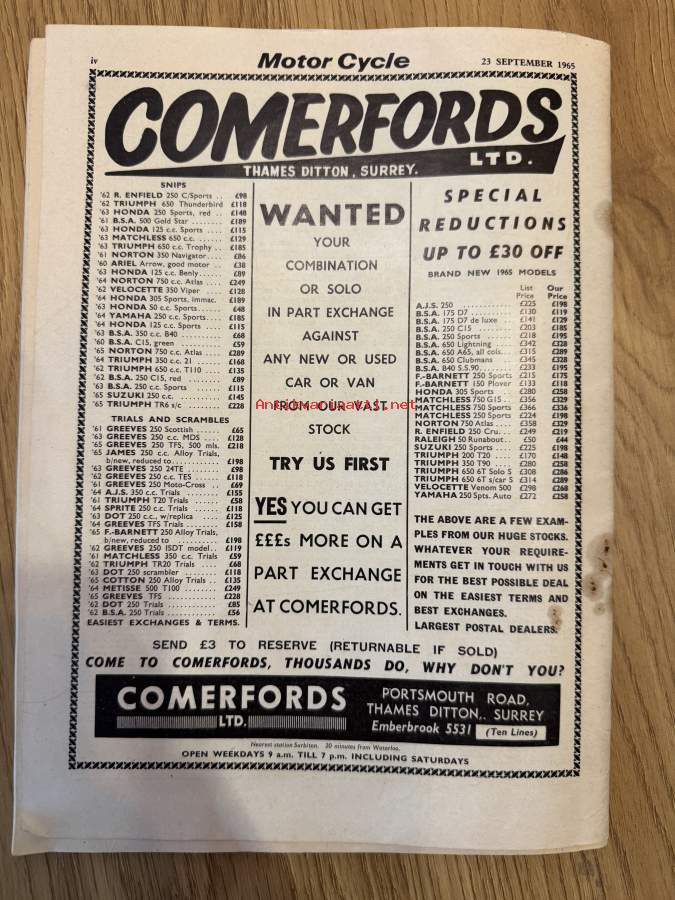 iv
Motor Cycle
23 SEPTEMBER 1965
COMERFORDS
LTD.
THAMES DITTON, SURREY.
SNIPS
'62 R. ENFIELD 250 C/Sports .. £98
'62 TRIUMPH 650 Thunderbird £118
'63 HONDA 250 Sports, red .. £148
'61 B.S.A. 500 Gold Star ........ £189
'63 HONDA 125 c.c. Sports .... £115
'63 MATCHLESS 650 c.c. ...... £129
'63 TRIUMPH 650 c.c. Trophy .. £185
'61 NORTON 350 Navigator.... £86
'60 ARIEL Arrow, good motor .. £38
'63 HONDA 125 c.c. Benly...... £89
'64 NORTON 750 c.c. Atlas .... £249
'62 VELOCETTE 350 Viper .... £128
'64 HONDA 305 Sports, immac. £189
'63 HONDA 50 c.c. Sports...... £48
'64 YAMAHA 250 c.c. Sports.. £185
'64 HONDA 125 c.c. Sports .... £115
'63 B.S.A. 350 c.c. B40 ........ £68
'60 B.S.A. C15, green .......... £59
'65 NORTON 750 c.c. Atlas .... £289
'64 TRIUMPH 350 c.c. 21 ...... £168
'62 TRIUMPH 650 c.c. T110 .... £135
'62 B.S.A. 250 C15, red ........ £89
'63 B.S.A. 250 c.c. Sports ...... £115
'65 SUZUKI 250 c.c. .......... £145
'65 TRIUMPH TR6 s/c .......... £228
TRIALS AND SCRAMBLES
'61 GREEVES 250 Scottish ...... £65
'63 GREEVES 250 c.c. MDS .... £128
'65 GREEVES 250 TFS, 500 mls. £218
'65 JAMES 250 c.c. Alloy Trials,
b/new, reduced to............ £198
'63 GREEVES 250 24TE ........ £98
'62 GREEVES 250 c.c. TES .... £118
'61 GREEVES 250 Moto-Cross .. £69
'64 A.J.S. 350 c.c. Trials ...... £155
'61 TRIUMPH T20 Trials ...... £58
'64 SPRITE 250 c.c. Trials ...... £118
'63 DOT 250 c.c., w/replica .... £125
'64 GREEVES TFS Trials ...... £158
'65 F.-BARNETT 250 Alloy Trials,
b/new, reduced to .......... £198
'62 GREEVES 250 ISDT model.. £119
'61 MATCHLESS 350 c.c. Trials £59
'62 TRIUMPH TR20 Trials .... £68
'63 DOT 250 scrambler ........ £118
'65 COTTON 250 Alloy Trials .. £135
'64 METISSE 500 T100 ........ £249
'65 GREEVES TFS ............ £228
'62 DOT 250 Trials ............ £85
'62 B.S.A. 250 Trials .......... £56
EASIEST EXCHANGES & TERMS.
WANTED
YOUR
COMBINATION
OR SOLO
IN PART EXCHANGE
AGAINST
ANY NEW OR USED
CAR OR VAN
FROM OUR VAST
STOCK
TRY US FIRST
YES YOU CAN GET
£££s MORE ON A
PART EXCHANGE
AT COMERFORDS.
SPECIAL
REDUCTIONS
UP TO £30 OFF
BRAND NEW 1965 MODELS
List Price Our Price
A.J.S. 250 ............ £225 £198
B.S.A. 175 D7 ........ £130 £119
B.S.A. 175 D7 de luxe .. £141 £129
B.S.A. 250 C15 ........ £203 £185
B.S.A. 250 Sports ...... £218 £195
B.S.A. 650 Lightning .. £342 £328
B.S.A. 650 A65, all cols... £315 £289
B.S.A. 650 Clubmans .. £345 £328
B.S.A. B40 S.S.90...... £235 £195
F.-BARNETT 250 Sports £215 £175
F.-BARNETT 150 Plover £133 £118
HONDA 305 Sports .. £280 £258
MATCHLESS 750 G15 .. £356 £329
MATCHLESS 750 Sports £366 £336
MATCHLESS 250 Sports £224 £198
NORTON 750 Atlas .... £358 £329
R. ENFIELD 250 Cru... £249 £219
RALEIGH 50 Runabout.. £50 £44
SUZUKI 250 Sports .. £225 £198
TRIUMPH 200 T20 .... £170 £148
TRIUMPH 350 T90 .... £280 £258
TRIUMPH 650 6T Solo S £308 £286
TRIUMPH 650 6T s/car S £314 £289
VELOCETTE Venom 500 £298 £268
YAMAHA 250 Spts. Auto £272 £258
THE ABOVE ARE A FEW EXAM-
PLES FROM OUR HUGE STOCKS.
WHATEVER YOUR REQUIRE-
MENTS GET IN TOUCH WITH US
FOR THE BEST POSSIBLE DEAL
ON THE EASIEST TERMS AND
BEST EXCHANGES.
LARGEST POSTAL DEALERS.
SEND £3 TO RESERVE (RETURNABLE IF SOLD)
COME TO COMERFORDS, THOUSANDS DO, WHY DON'T YOU?
COMERFORDS
LTD.
PORTSMOUTH ROAD,
THAMES DITTON,. SURREY
Emberbrook 5531 (Ten Lines)
Nearest station Surbiton. 20 minutes from Waterloo.
OPEN WEEKDAYS 9 a.m. TILL 7 p.m. INCLUDING SATURDAYS